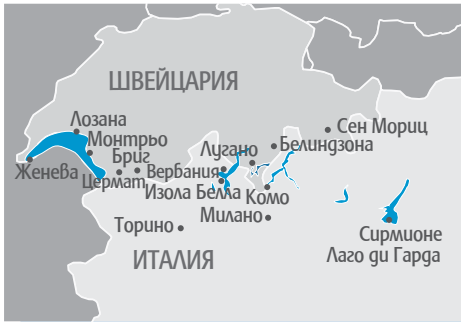 ШВЕЙЦАРИЯ
Лозана
Монтрьо
Женева
Бриг
Цермат
Вербания
Изола Белла
Лугано
Белиндзона
Сен Мориц
Комо
Милано
Торино
ИТАЛИЯ
Сирмионе
Лаго ди Гарда